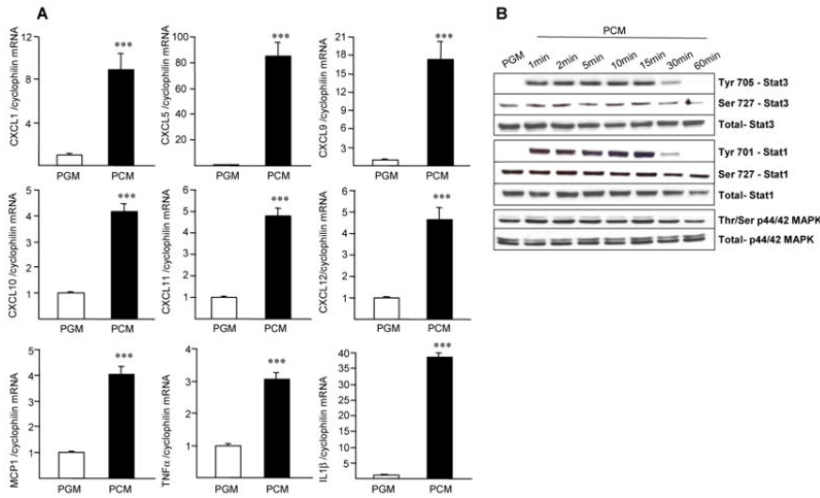 A
CXCL1 /cyclophilin mRNA
12
8
4
***
PGM PCM
CXCL5 /cyclophilin mRNA
100
80
60
40
20
***
PGM PCM
CXCL9 /cyclophilin mRNA
21
18
15
12
9
6
3
***
PGM PCM
CXCL10 /cyclophilin mRNA
5
4
3
2
1
***
PGM PCM
CXCL11 /cyclophilin mRNA
6
5
4
3
2
1
***
PGM PCM
CXCL12/cyclophilin mRNA
6
5
4
3
2
1
***
PGM PCM
MCP1 /cyclophilin mRNA
5
4
3
2
1
***
PGM PCM
TNFα /cyclophilin mRNA
4
3
2
1
***
PGM PCM
IL1β /cyclophilin mRNA
40
35
30
25
20
15
10
5
***
PGM PCM
B
PCM
PGM 1min 2min 5min 10min 15min 30min 60min
Tyr 705 - Stat3
Ser 727 - Stat3
Total- Stat3
Tyr 701 - Stat1
Ser 727 - Stat1
Total- Stat1
Thr/Ser p44/42 MAPK
Total- p44/42 MAPK